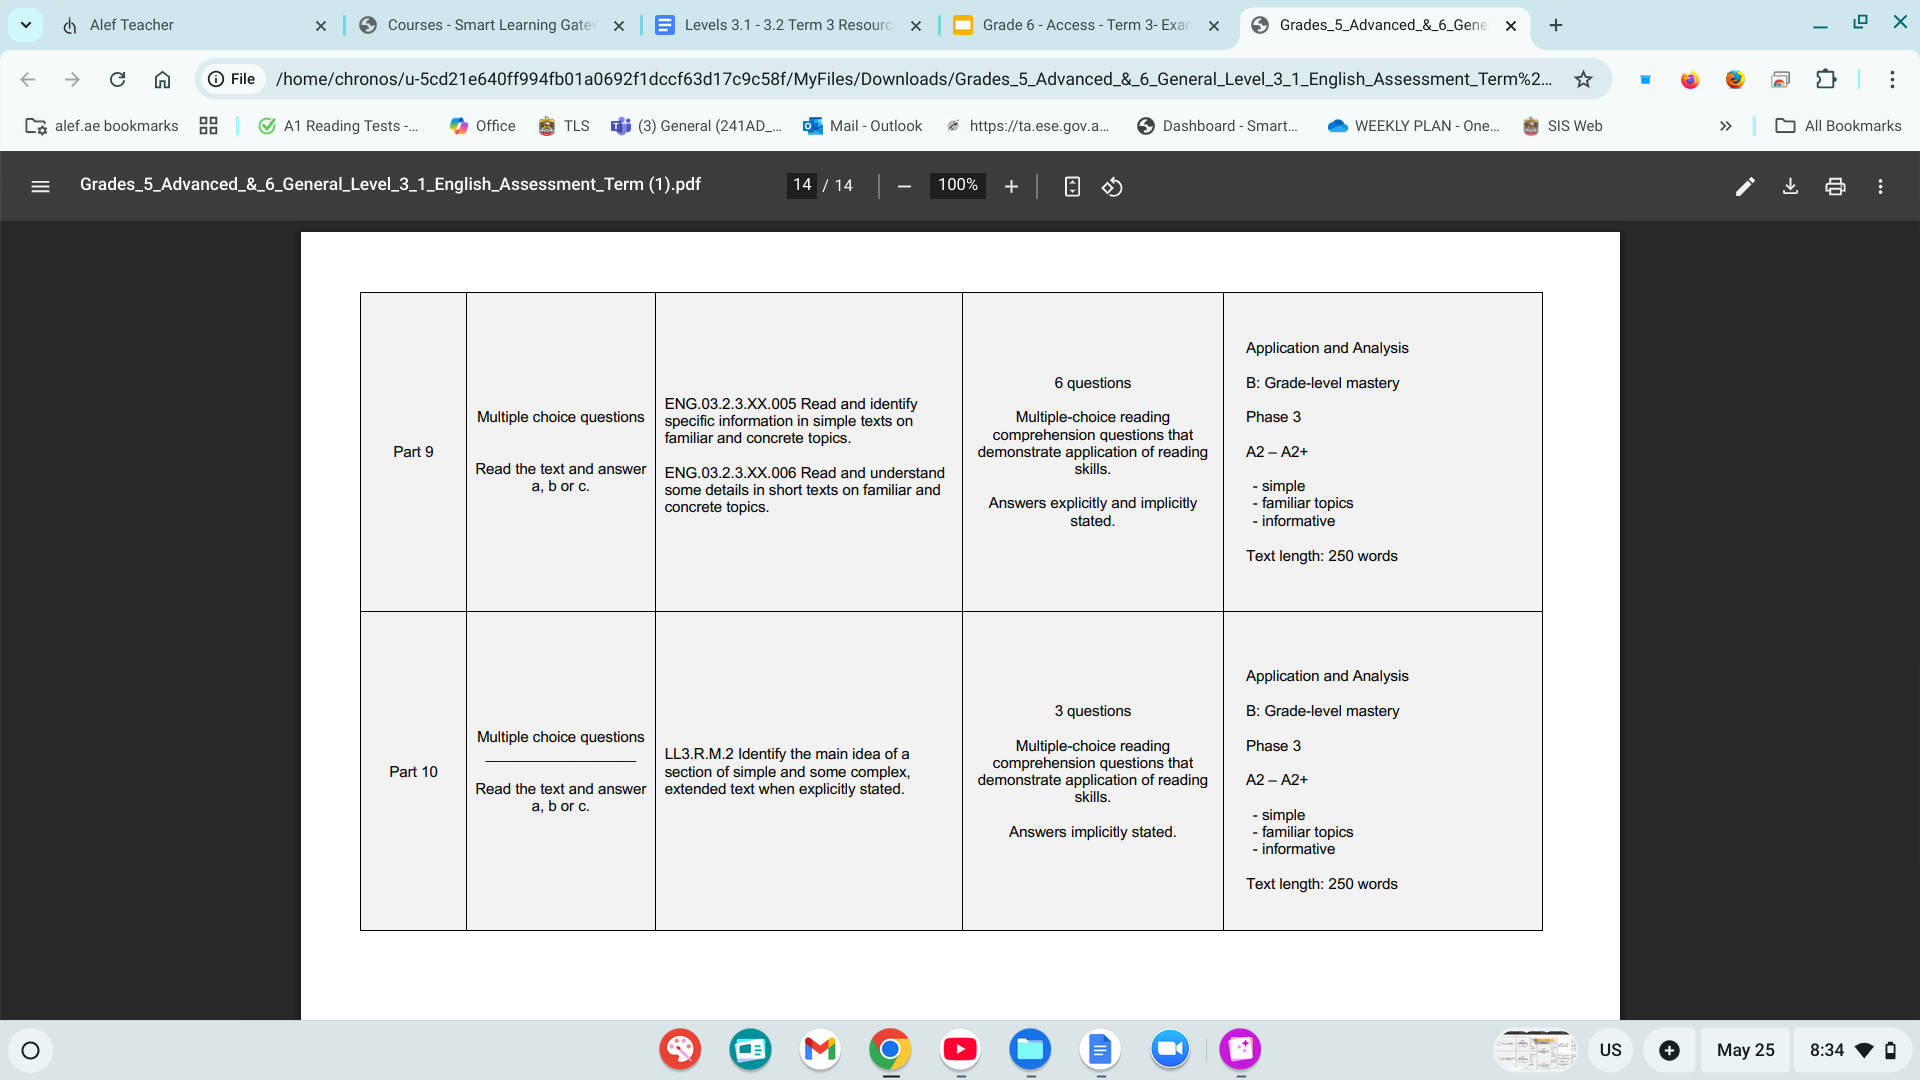 Alef Teacher
Courses - Smart Learning Gatew
Levels 3.1 - 3.2 Term 3 Resourc
Grade 6 - Access - Term 3- Exam
Grades_5_Advanced_&_6_Gene
File
/home/chronos/u-5cd21e640ff994fb01a0692f1dccf63d17c9c58f/MyFiles/Downloads/Grades_5_Advanced_&_6_General_Level_3_1_English_Assessment_Term%2...
alef.ae bookmarks
A1 Reading Tests -...
Office
TLS
(3) General (241AD_...
Mail - Outlook
https://ta.ese.gov.a...
Dashboard - Smart...
WEEKLY PLAN - One...
SIS Web
All Bookmarks
Grades_5_Advanced_&_6_General_Level_3_1_English_Assessment_Term (1).pdf
14 / 14
100%
Part 9
Multiple choice questions
Read the text and answer
a, b or c.
ENG.03.2.3.XX.005 Read and identify
specific information in simple texts on
familiar and concrete topics.
ENG.03.2.3.XX.006 Read and understand
some details in short texts on familiar and
concrete topics.
6 questions
Multiple-choice reading
comprehension questions that
demonstrate application of reading
skills.
Answers explicitly and implicitly
stated.
Application and Analysis
B: Grade-level mastery
Phase 3
A2 – A2+
- simple
- familiar topics
- informative
Text length: 250 words
Part 10
Multiple choice questions
Read the text and answer
a, b or c.
LL3.R.M.2 Identify the main idea of a
section of simple and some complex,
extended text when explicitly stated.
3 questions
Multiple-choice reading
comprehension questions that
demonstrate application of reading
skills.
Answers implicitly stated.
Application and Analysis
B: Grade-level mastery
Phase 3
A2 – A2+
- simple
- familiar topics
- informative
Text length: 250 words
US
May 25
8:34